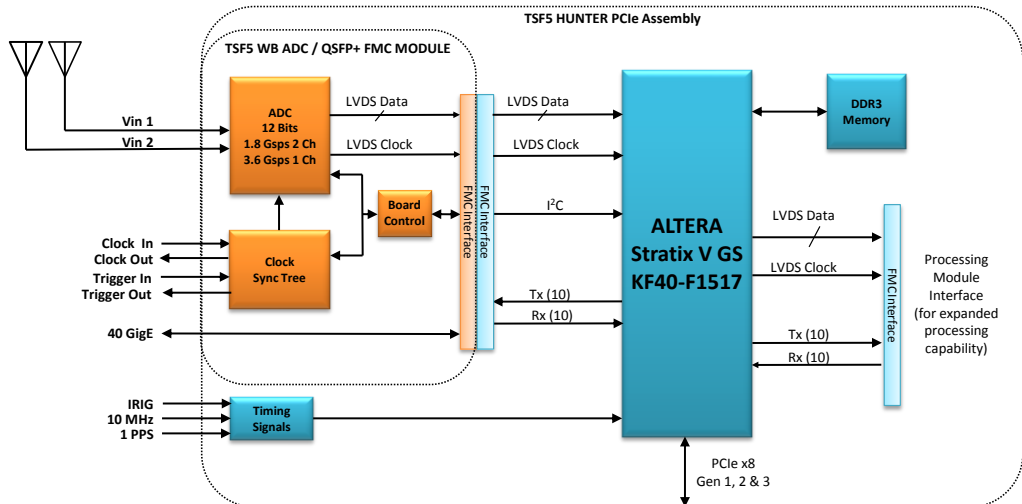 TSF5 HUNTER PCIe Assembly
TSF5 WB ADC / QSFP+ FMC MODULE
ADC
12 Bits
1.8 Gsps 2 Ch
3.6 Gsps 1 Ch
Vin 1
Vin 2
LVDS Data
LVDS Clock
Board
Control
Clock
Sync Tree
Clock In
Clock Out
Trigger In
Trigger Out
40 GigE
FMC Interface
FMC Interface
LVDS Data
LVDS Clock
I²C
Tx (10)
Rx (10)
IRIG
10 MHz
1 PPS
Timing
Signals
ALTERA
Stratix V GS
KF40-F1517
DDR3
Memory
LVDS Data
LVDS Clock
Tx (10)
Rx (10)
FMC Interface
Processing
Module
Interface
(for expanded
processing
capability)
PCIe x8
Gen 1, 2 & 3